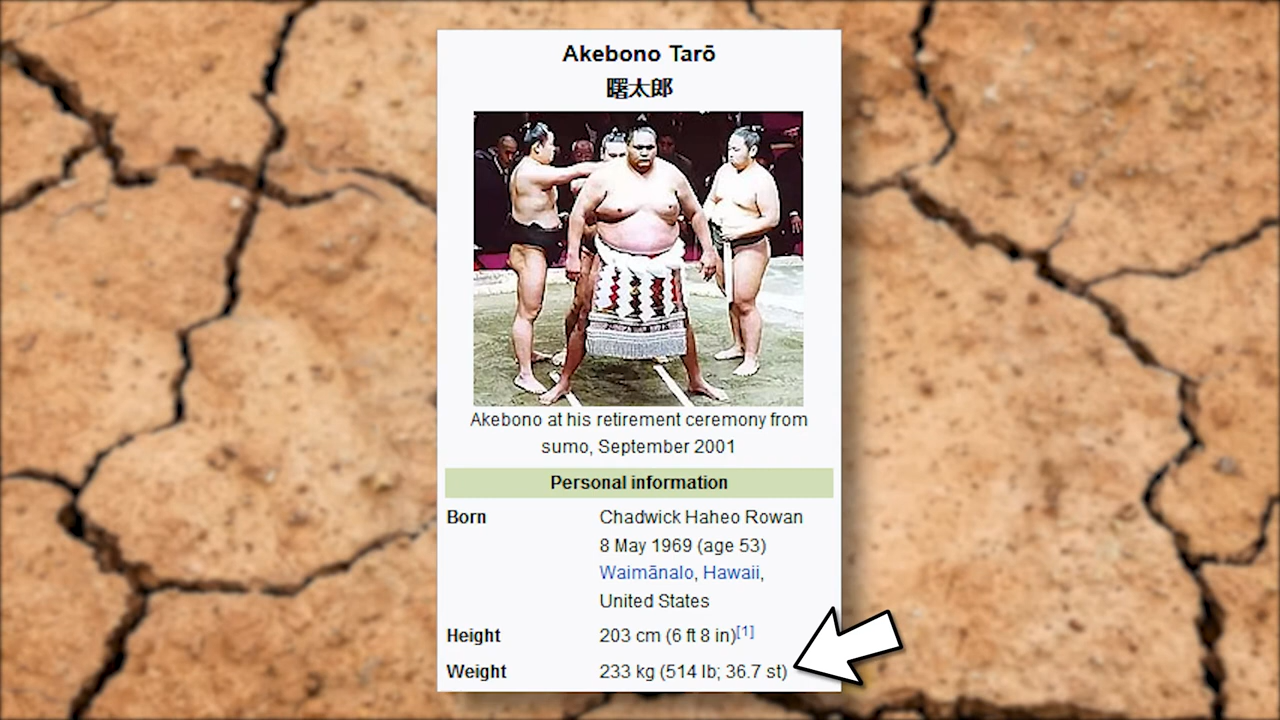 Akebono Tarō
曙太郎
Akebono at his retirement ceremony from
sumo, September 2001
Personal information
Born
Chadwick Haheo Rowan
8 May 1969 (age 53)
Waimānalo, Hawaii,
United States
Height
203 cm (6 ft 8 in)[1]
Weight
233 kg (514 lb; 36.7 st)